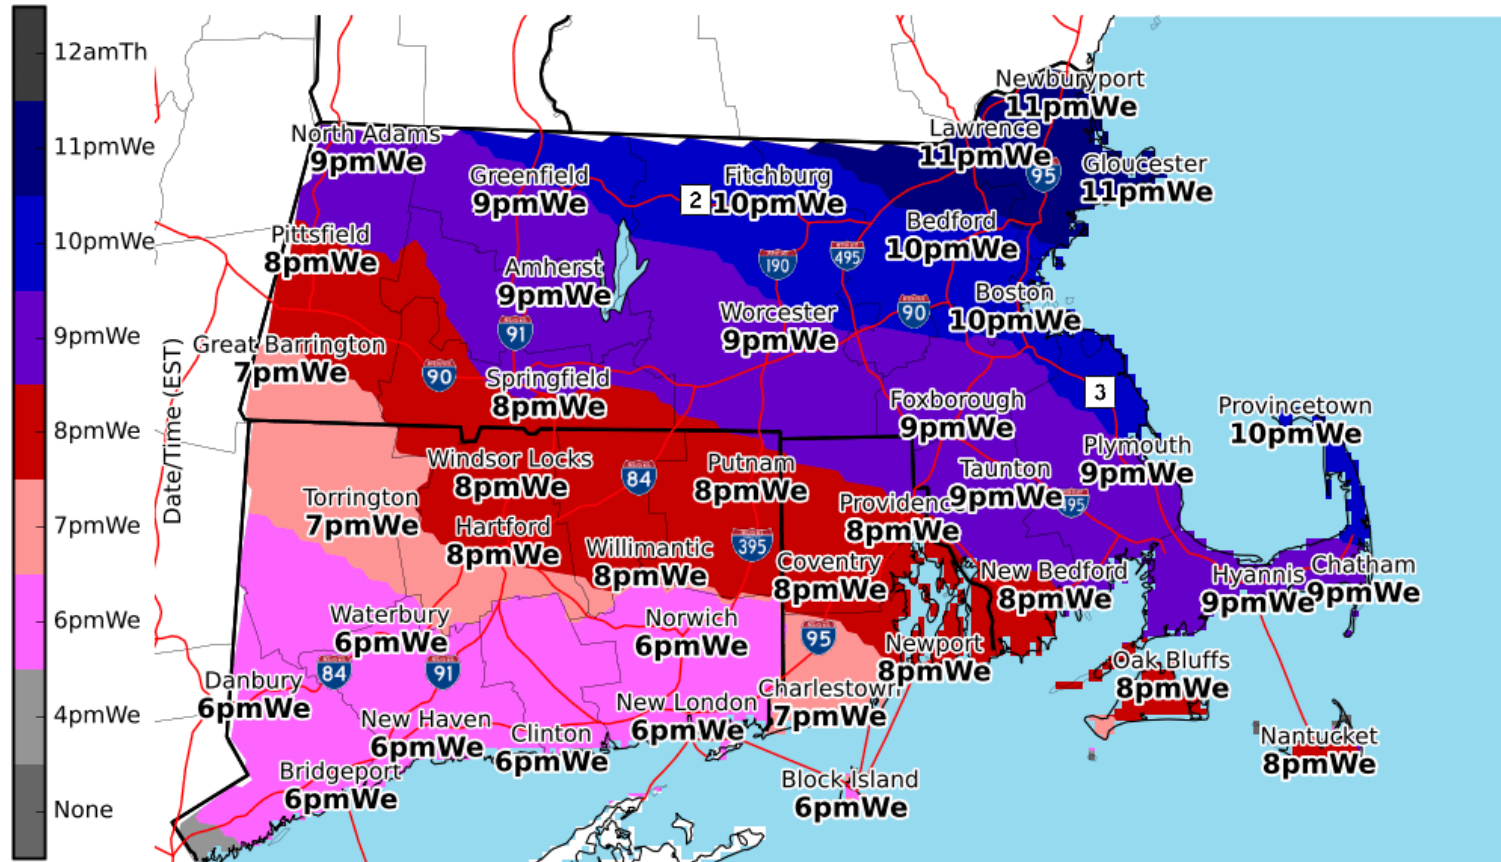 12amTh
11pmWe
10pmWe
9pmWe
8pmWe
7pmWe
6pmWe
4pmWe
None
Date/Time (EST)
Newburyport
11pmWe
North Adams
9pmWe
Lawrence
11pmWe
Gloucester
11pmWe
95
Greenfield
9pmWe
2
Fitchburg
10pmWe
Pittsfield
8pmWe
Bedford
10pmWe
190
495
Amherst
9pmWe
Boston
10pmWe
90
Worcester
9pmWe
91
Great Barrington
7pmWe
90
Springfield
8pmWe
3
Foxborough
9pmWe
Provincetown
10pmWe
Plymouth
9pmWe
Windsor Locks
8pmWe
84
Putnam
8pmWe
Taunton
9pmWe
495
Torrington
7pmWe
Providence
8pmWe
Hartford
8pmWe
395
Willimantic
8pmWe
Coventry
8pmWe
New Bedford
8pmWe
Hyannis
9pmWe
Chatham
9pmWe
Waterbury
6pmWe
Norwich
6pmWe
95
Newport
8pmWe
84
91
Danbury
6pmWe
Oak Bluffs
8pmWe
Charlestown
7pmWe
New London
6pmWe
New Haven
6pmWe
Clinton
6pmWe
Nantucket
8pmWe
Bridgeport
6pmWe
Block Island
6pmWe